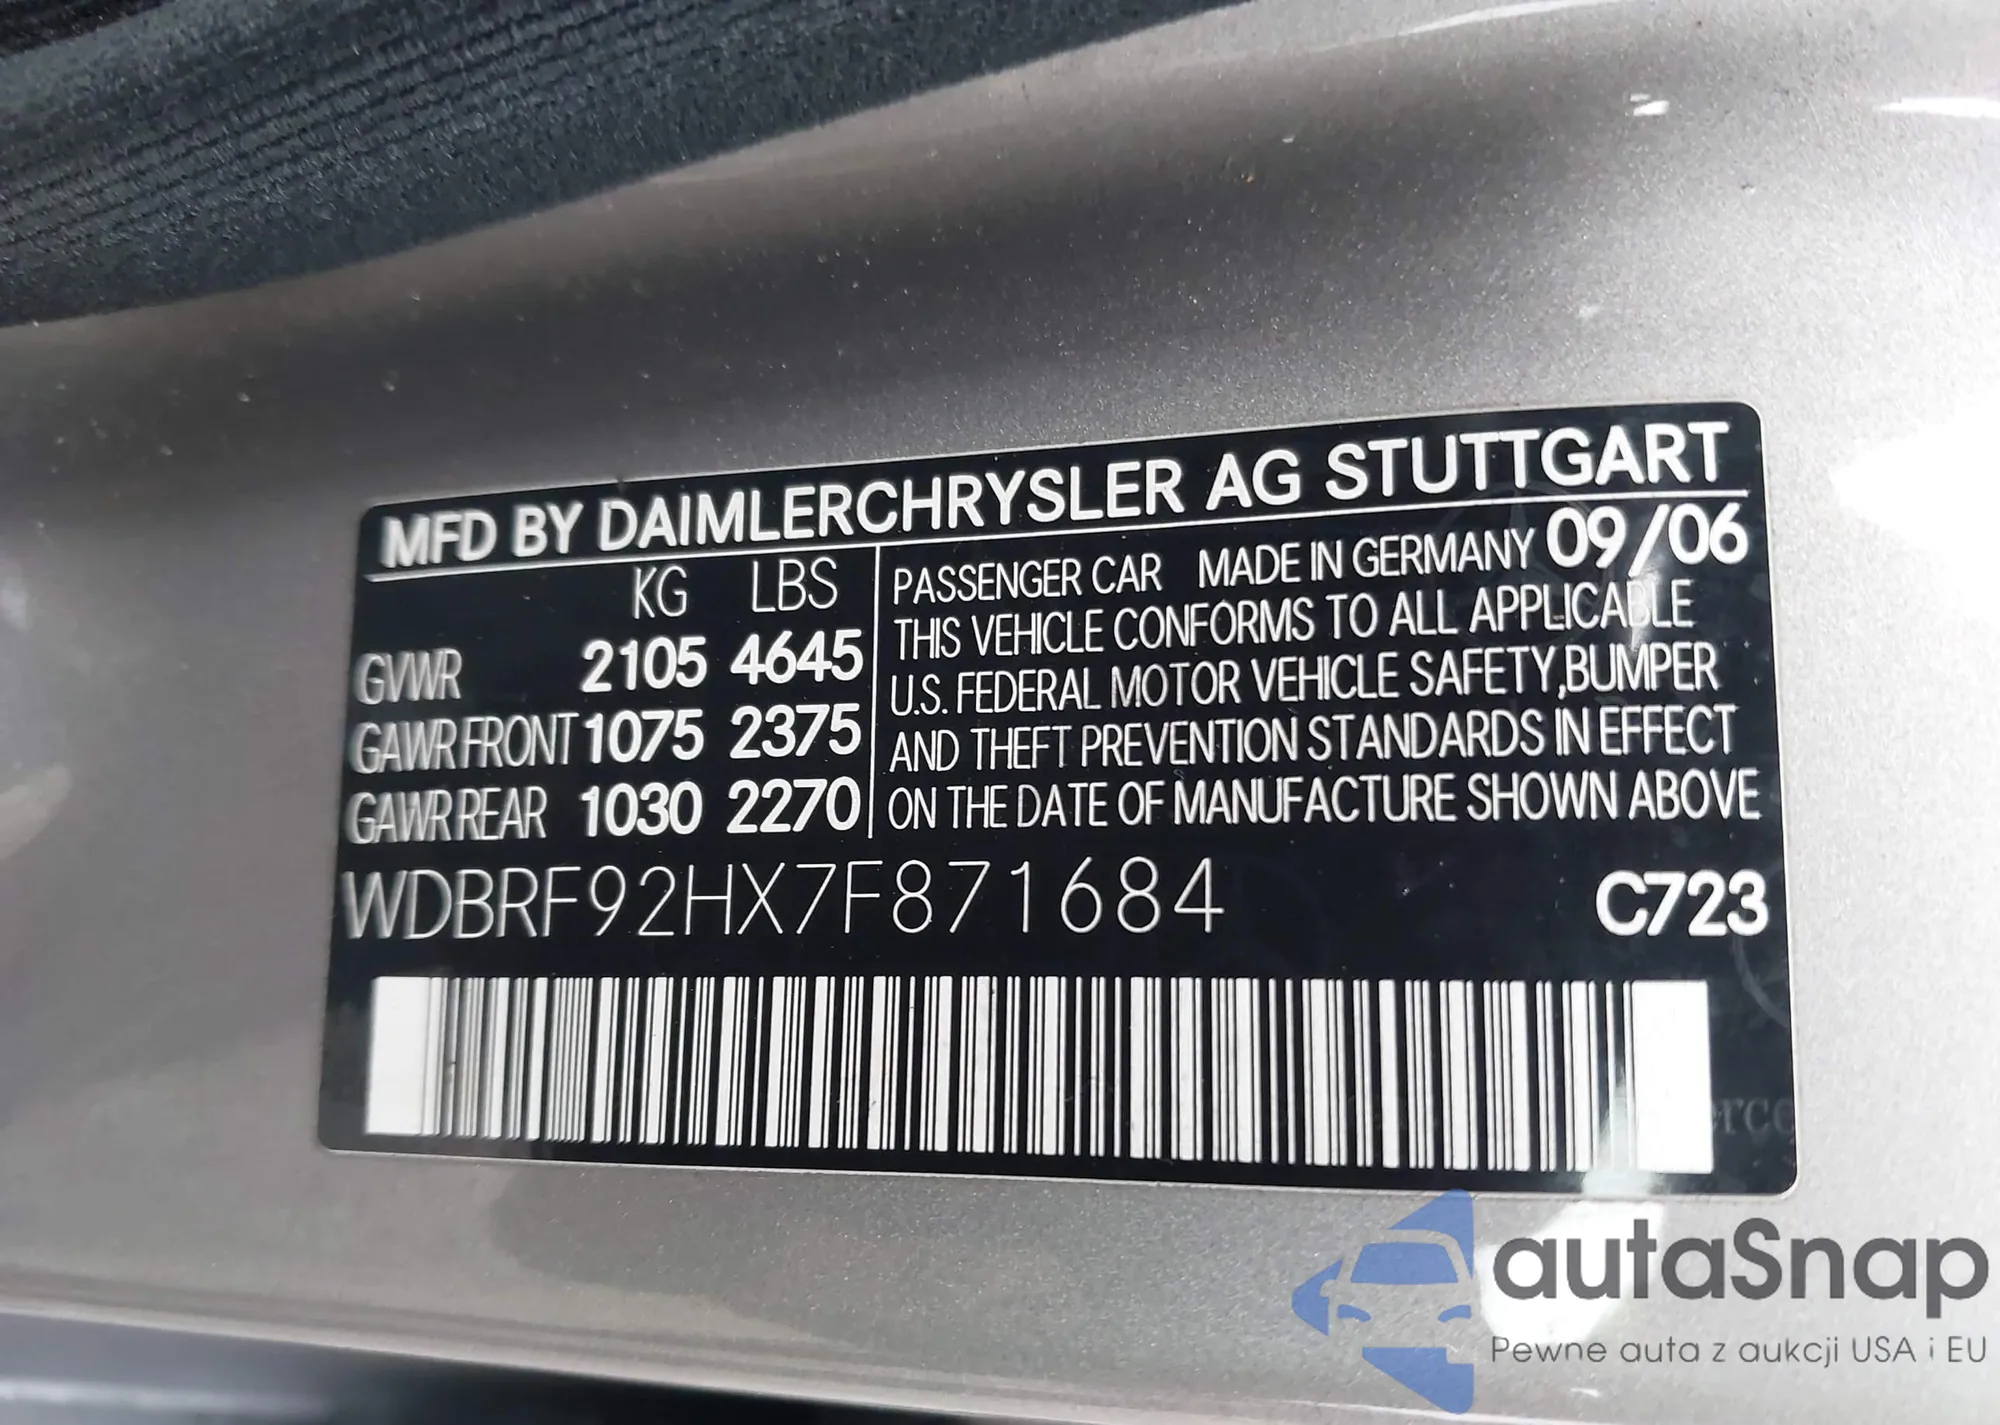 MFD BY DAIMLERCHRYSLER AG STUTTGART
KG LBS
GVWR 2105 4645
GAWR FRONT 1075 2375
GAWR REAR 1030 2270
PASSENGER CAR MADE IN GERMANY 09/06
THIS VEHICLE CONFORMS TO ALL APPLICABLE
U.S. FEDERAL MOTOR VEHICLE SAFETY,BUMPER
AND THEFT PREVENTION STANDARDS IN EFFECT
ON THE DATE OF MANUFACTURE SHOWN ABOVE
WDBRF92HX7F871684 C723
autaSnap
Pewne auta z aukcji USA i EU